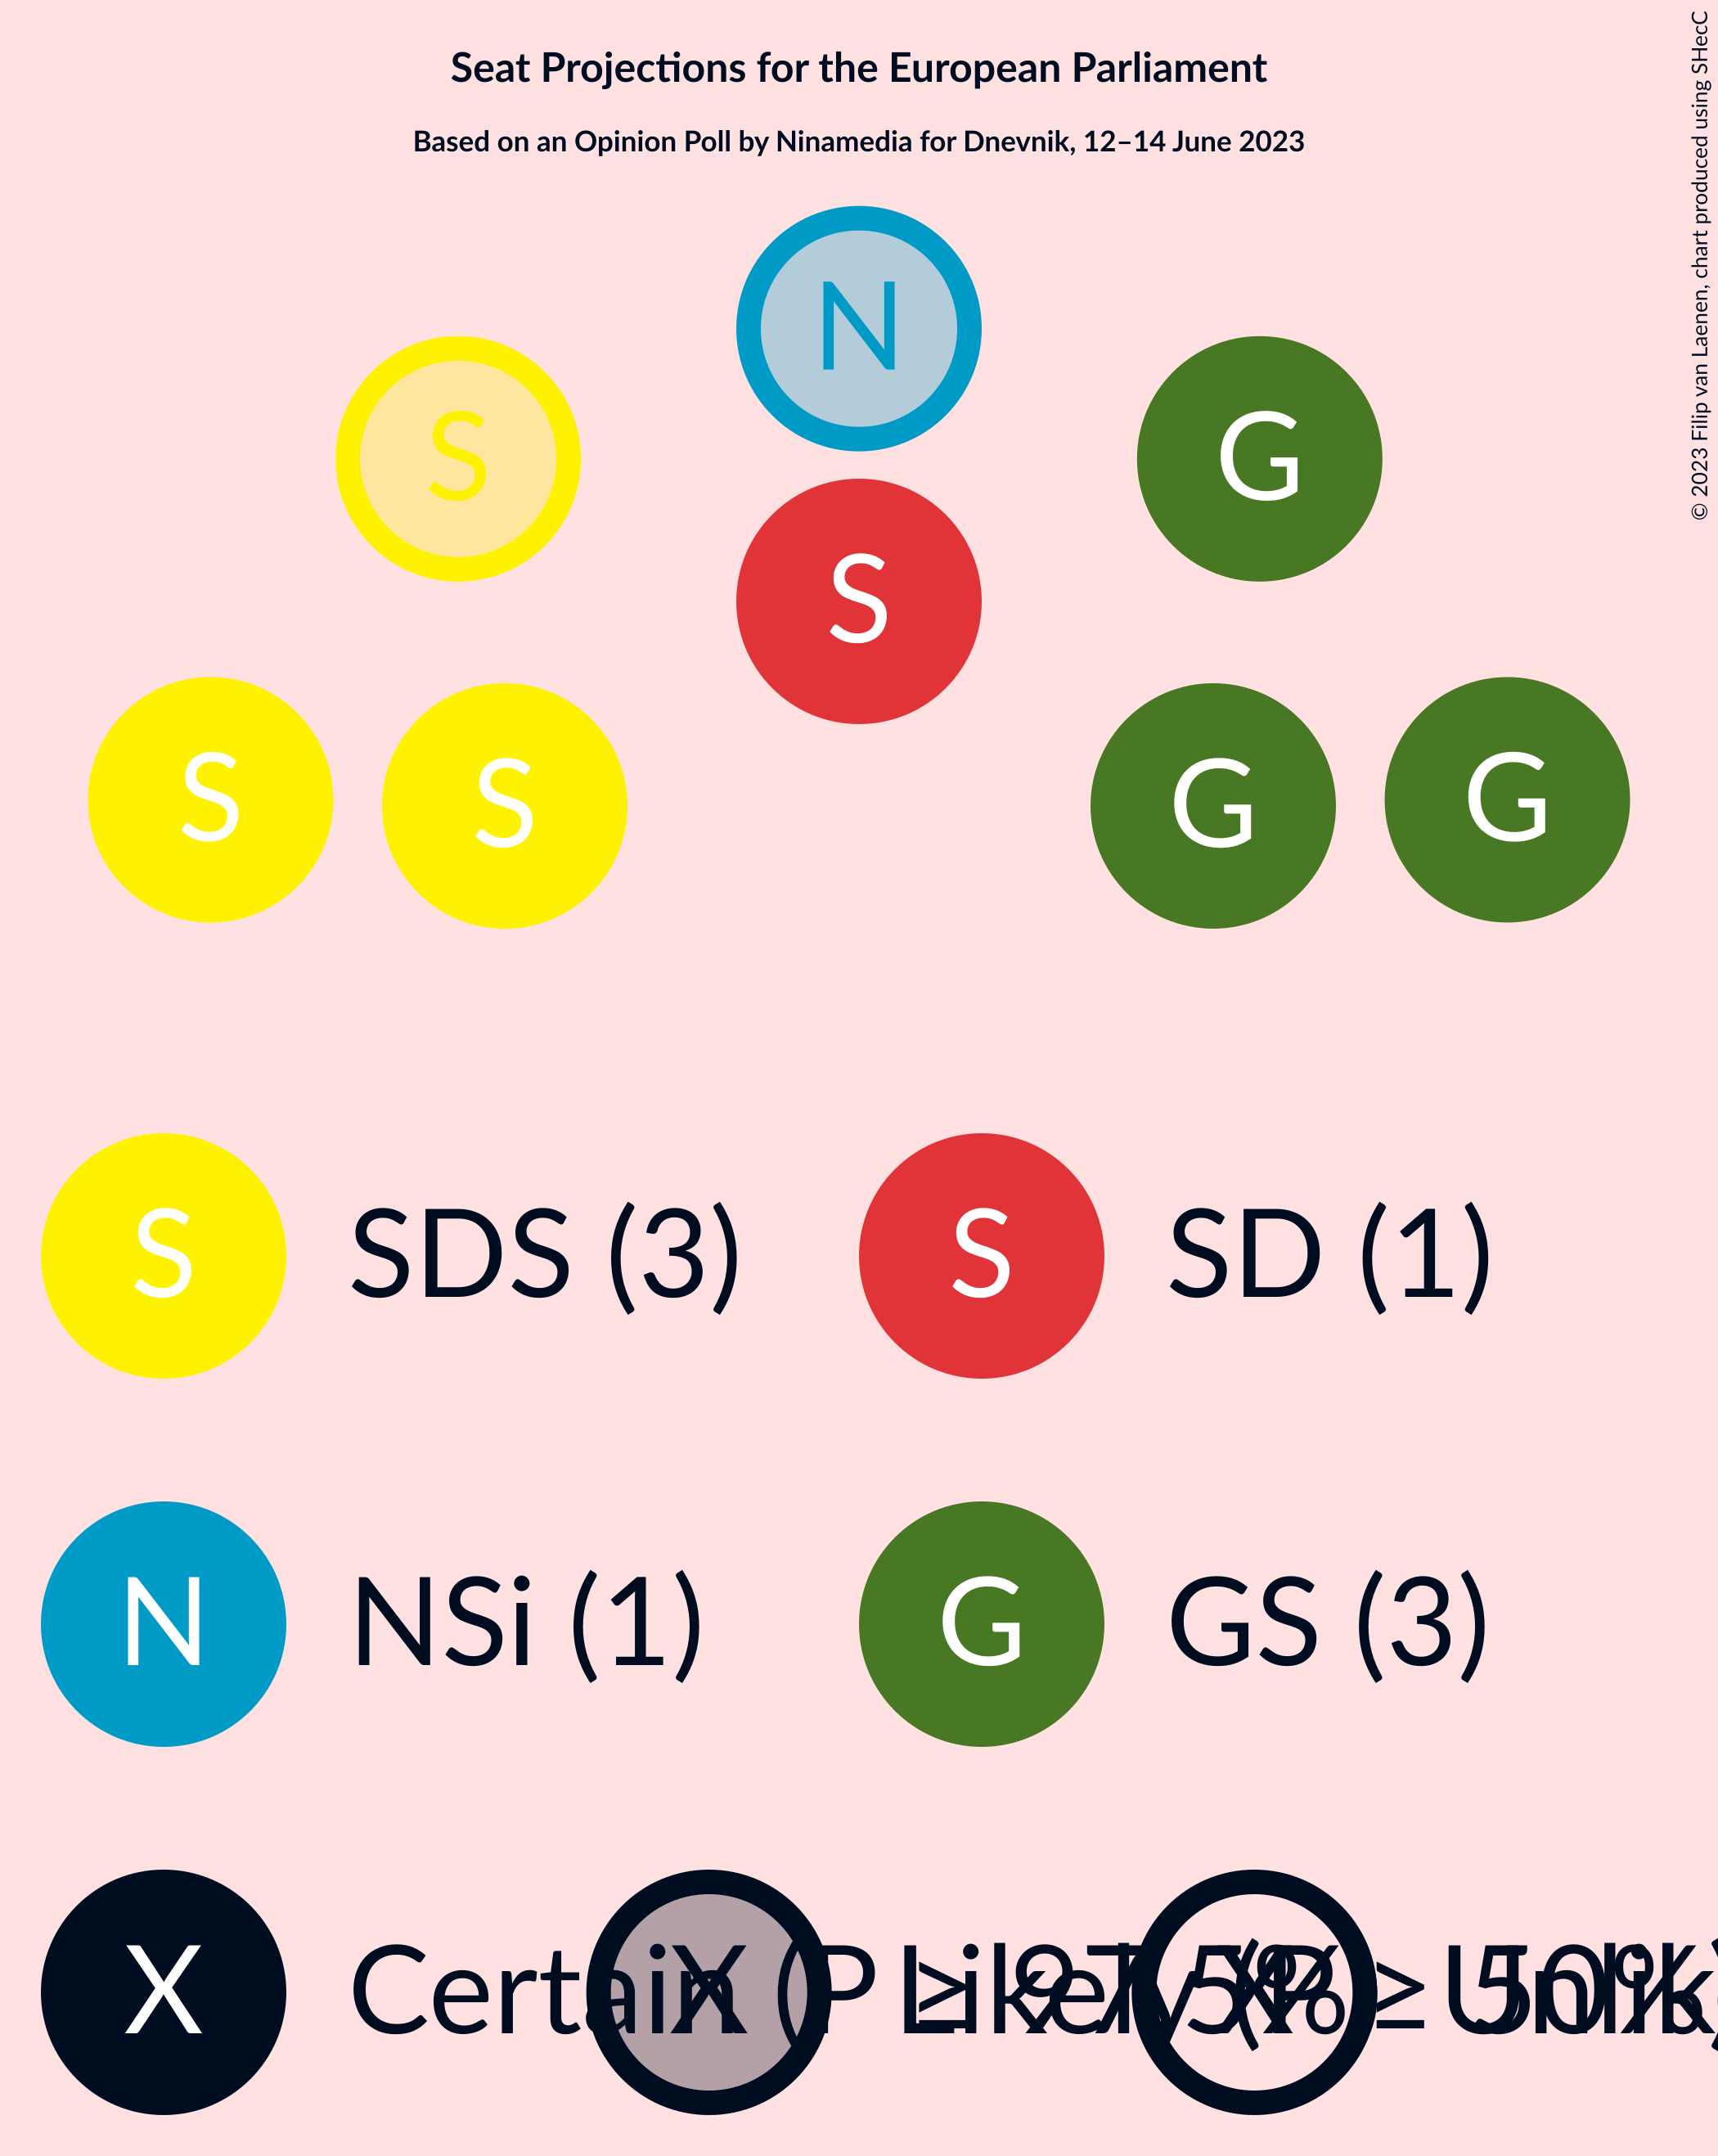 Seat Projections for the European Parliament
Based on an Opinion Poll by Ninamedia for Dnevnik, 12–14 June 2023
© 2023 Filip van Laenen, chart produced using SHecC
N
S
G
S
S
S
G
G
S SDS (3)
S SD (1)
N NSi (1)
G GS (3)
X Certain
X
X